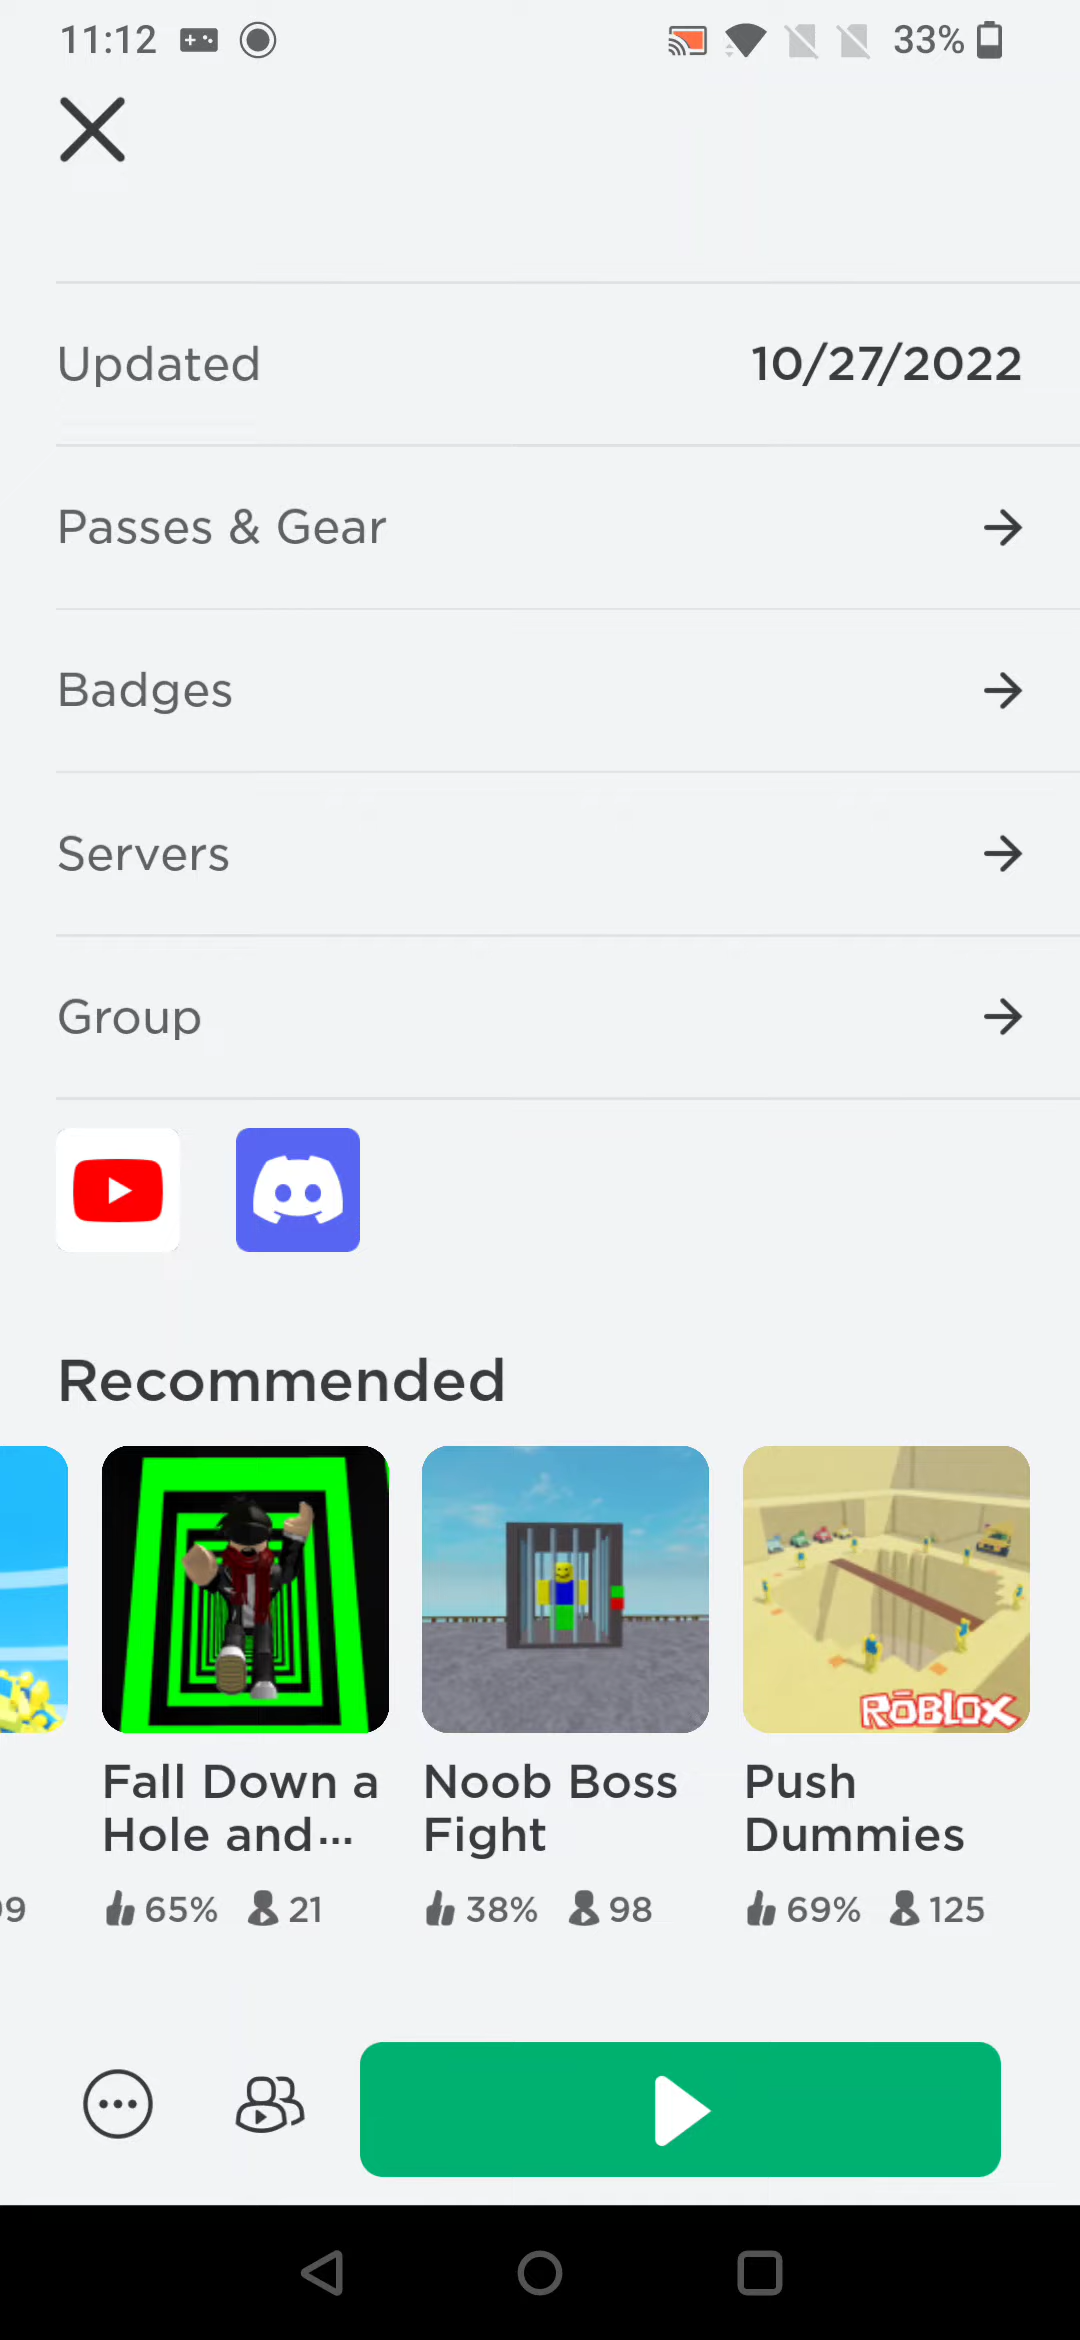 11:12
33%
Updated
10/27/2022
Passes & Gear
Badges
Servers
Group
Recommended
ROBLOX
Fall Down a
Hole and...
Noob Boss
Fight
Push
Dummies
9
65%
21
38%
98
69%
125